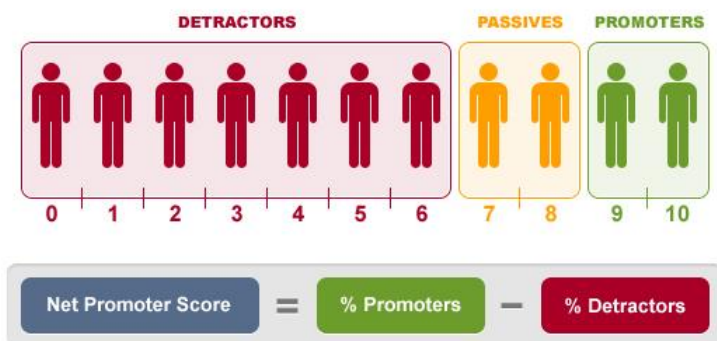 DETRACTORS PASSIVES PROMOTERS
0 1 2 3 4 5 6 7 8 9 10
Net Promoter Score = % Promoters − % Detractors